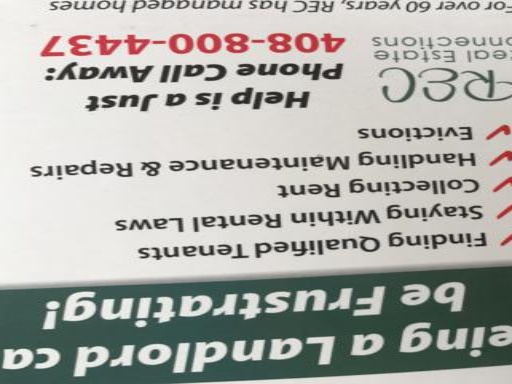 eing a Landlord ca
be Frustrating!
Finding Qualified Tenants
Staying Within Rental Laws
Collecting Rent
Handling Maintenance & Repairs
Evictions
REC
eal Estate
onnections
Help is a Just
Phone Call Away:
408-800-4437
For over 60 years, REC has managed homes